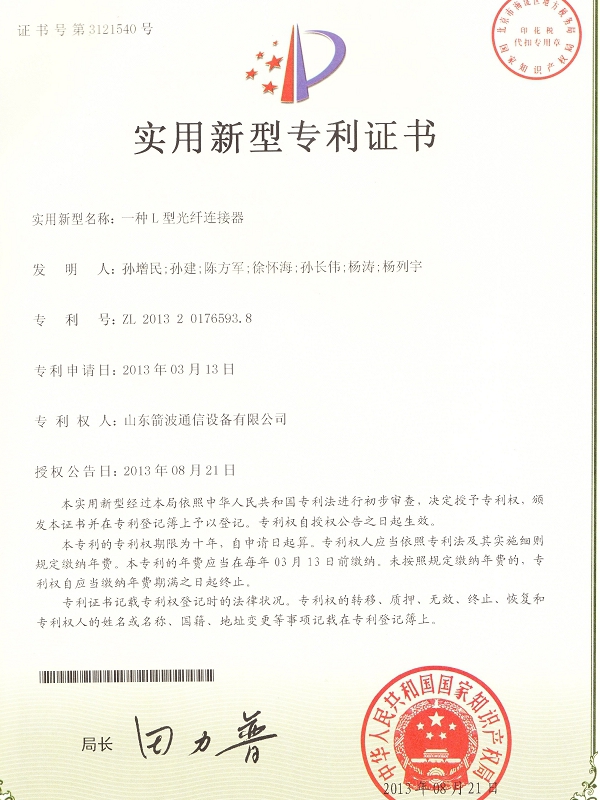 证书号第3121540号
北京市海淀区地方税务局
印花税
代扣专用章
国家知识产权局
实用新型专利证书
实用新型名称：一种L型光纤连接器
发明人：孙增民;孙建;陈方军;徐怀海;孙长伟;杨涛;杨列宇
专利号：ZL 2013 2 0176593.8
专利申请日：2013年03月13日
专利权人：山东箭波通信设备有限公司
授权公告日：2013年08月21日
本实用新型经过本局依照中华人民共和国专利法进行初步审查，决定授予专利权，颁
发本证书并在专利登记簿上予以登记。专利权自授权公告之日起生效。
本专利的专利权期限为十年，自申请日起算。专利权人应当依照专利法及其实施细则
规定缴纳年费。本专利的年费应当在每年03月13日前缴纳。未按照规定缴纳年费的，专
利权自应当缴纳年费期满之日起终止。
专利证书记载专利权登记时的法律状况。专利权的转移、质押、无效、终止、恢复和
专利权人的姓名或名称、国籍、地址变更等事项记载在专利登记簿上。
局长
田力普
中华人民共和国国家知识产权局
2013年08月21日